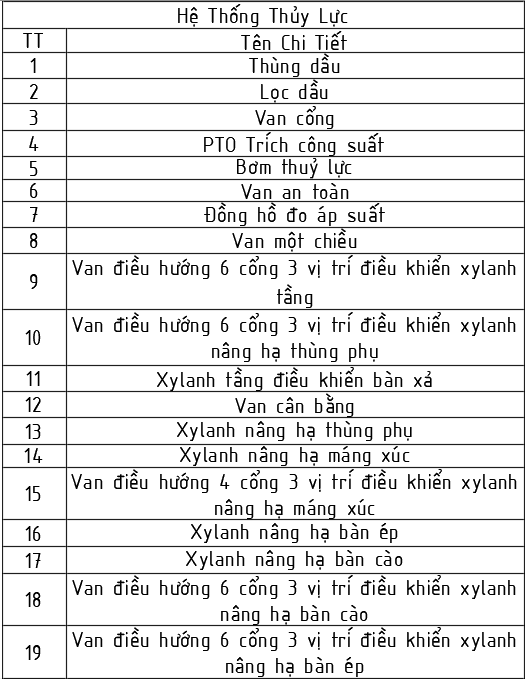 Hệ Thống Thủy Lực
TT Tên Chi Tiết
1 Thùng dầu
2 Lọc dầu
3 Van cổng
4 PTO Trích công suất
5 Bơm thuỷ lực
6 Van an toàn
7 Đồng hồ đo áp suất
8 Van một chiều
9 Van điều hướng 6 cổng 3 vị trí điều khiển xylanh
tầng
10 Van điều hướng 6 cổng 3 vị trí điều khiển xylanh
nâng hạ thùng phụ
11 Xylanh tầng điều khiển bàn xả
12 Van cân bằng
13 Xylanh nâng hạ thùng phụ
14 Xylanh nâng hạ máng xúc
15 Van điều hướng 4 cổng 3 vị trí điều khiển xylanh
nâng hạ máng xúc
16 Xylanh nâng hạ bàn ép
17 Xylanh nâng hạ bàn cào
18 Van điều hướng 6 cổng 3 vị trí điều khiển xylanh
nâng hạ bàn cào
19 Van điều hướng 6 cổng 3 vị trí điều khiển xylanh
nâng hạ bàn ép